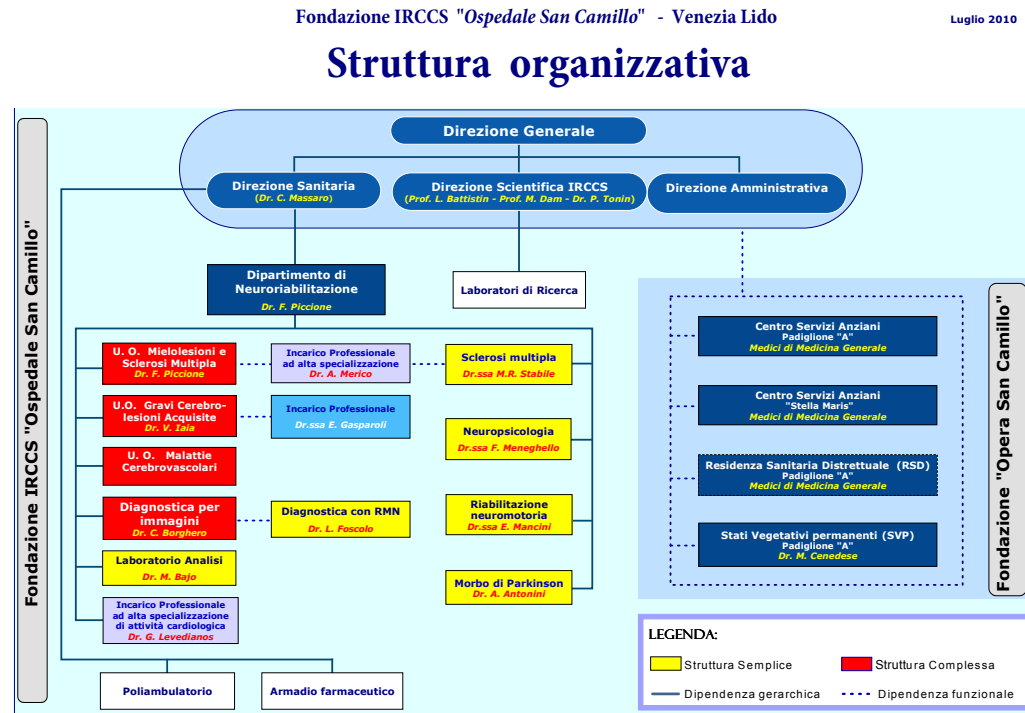 Fondazione IRCCS "Ospedale San Camillo" - Venezia Lido
Luglio 2010
Struttura organizzativa
Fondazione IRCCS "Ospedale San Camillo"
Direzione Generale
Direzione Sanitaria
(Dr. C. Massaro)
Direzione Scientifica IRCCS
(Prof. L. Battistin - Prof. M. Dam - Dr. P. Tonin)
Direzione Amministrativa
Dipartimento di
Neuroriabilitazione
Dr. F. Piccione
Laboratori di Ricerca
U. O. Mielolesioni e
Sclerosi Multipla
Dr. F. Piccione
Incarico Professionale
ad alta specializzazione
Dr. A. Merico
Sclerosi multipla
Dr.ssa M.R. Stabile
U.O. Gravi Cerebro-
lesioni Acquisite
Dr. V. Iaia
Incarico Professionale
Dr.ssa E. Gasparoli
Neuropsicologia
Dr.ssa F. Meneghello
U. O. Malattie
Cerebrovascolari
Diagnostica per
immagini
Dr. C. Borghero
Diagnostica con RMN
Dr. L. Foscolo
Riabilitazione
neuromotoria
Dr.ssa E. Mancini
Laboratorio Analisi
Dr. M. Bajo
Morbo di Parkinson
Dr. A. Antonini
Incarico Professionale
ad alta specializzazione
di attività cardiologica
Dr. G. Levedianos
Poliambulatorio
Armadio farmaceutico
Centro Servizi Anziani
Padiglione "A"
Medici di Medicina Generale
Centro Servizi Anziani
"Stella Maris"
Medici di Medicina Generale
Residenza Sanitaria Distrettuale (RSD)
Padiglione "A"
Medici di Medicina Generale
Stati Vegetativi permanenti (SVP)
Padiglione "A"
Dr. M. Cenedese
Fondazione "Opera San Camillo"
LEGENDA:
Struttura Semplice
Struttura Complessa
Dipendenza gerarchica
Dipendenza funzionale